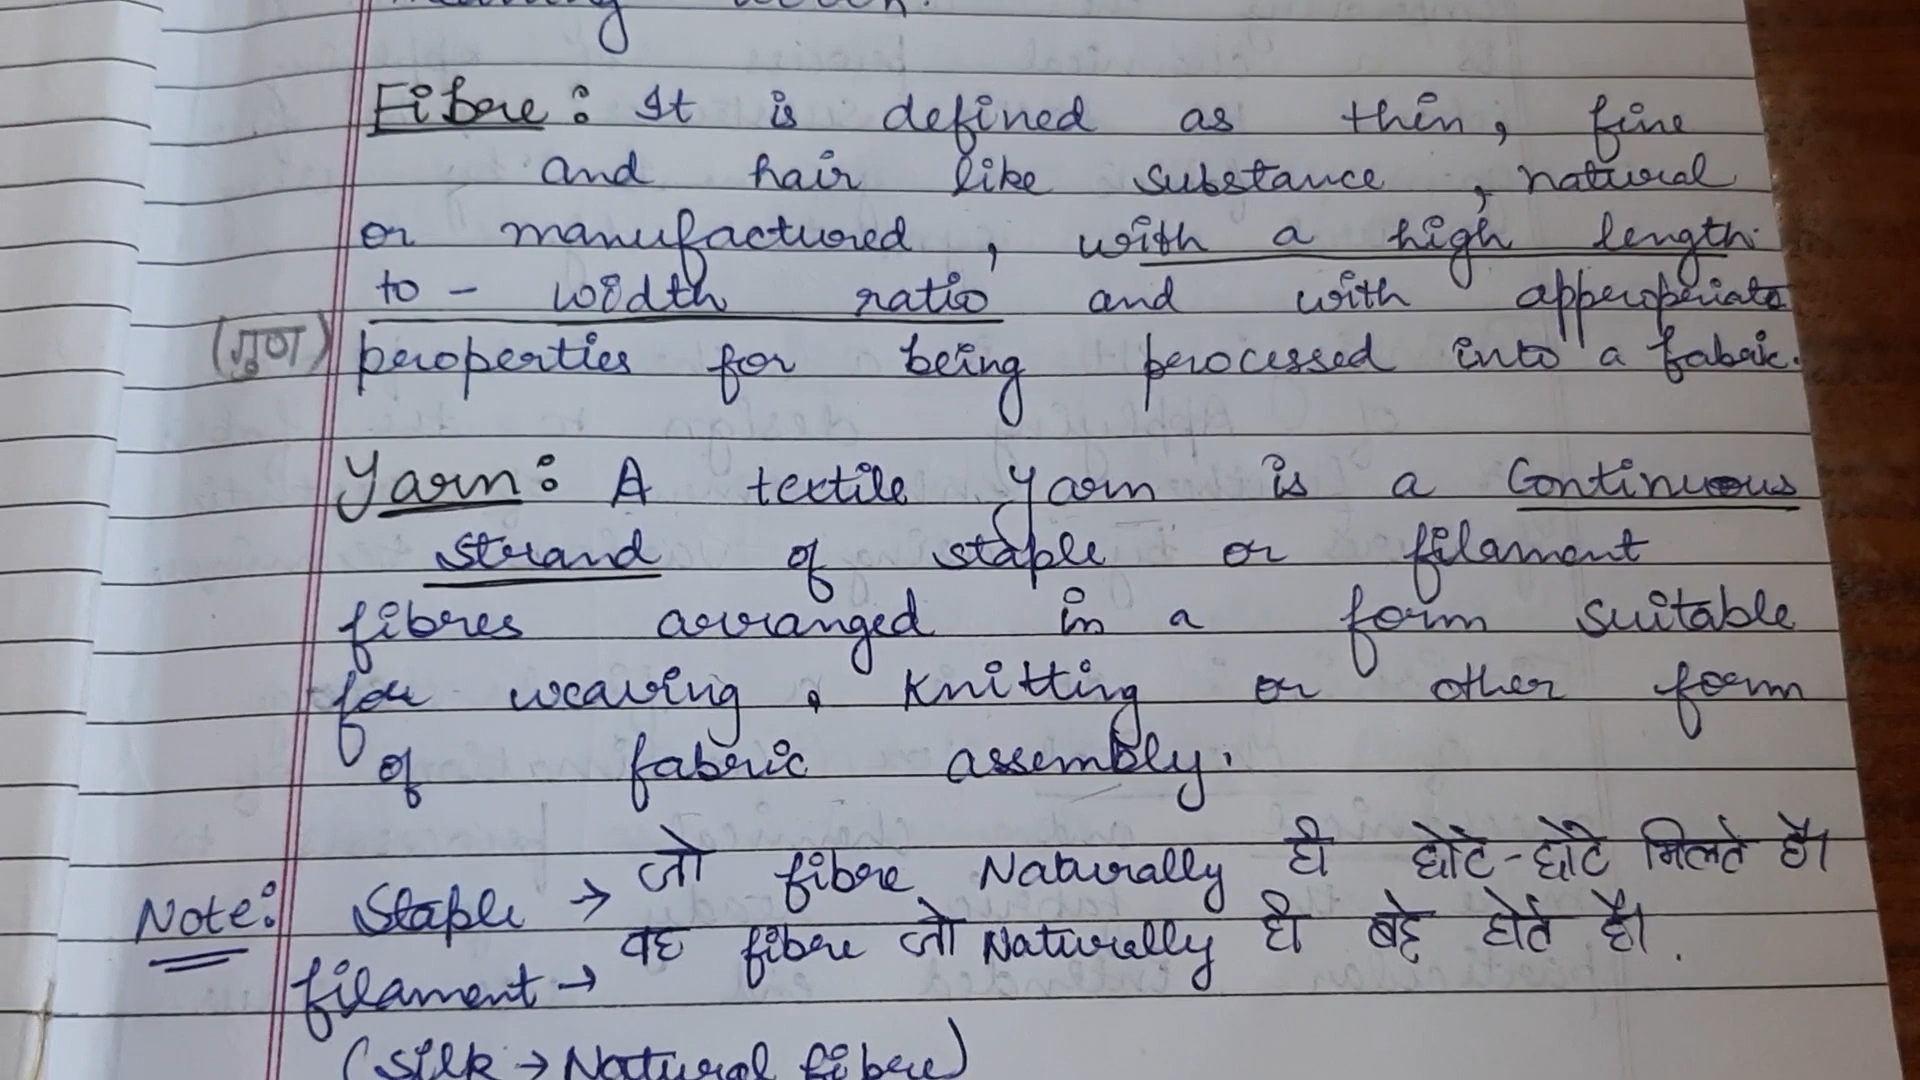 Fibre : It is defined as thin, fine
and hair like substance, natural
or manufactured, with a high length
to - width ratio and with appropriate
(गुण) properties for being processed into a fabric.
Yarn: A textile yarn is a Continuous
strand of staple or filament
fibres arranged in a form suitable
for weaving, Knitting or other form
of fabric assembly.
Note: Staple → जो fibre Naturally ही छोटे-छोटे मिलते है।
filament → वह fibre जो Naturally ही बड़े होते है।
(Silk → Natural fibre)